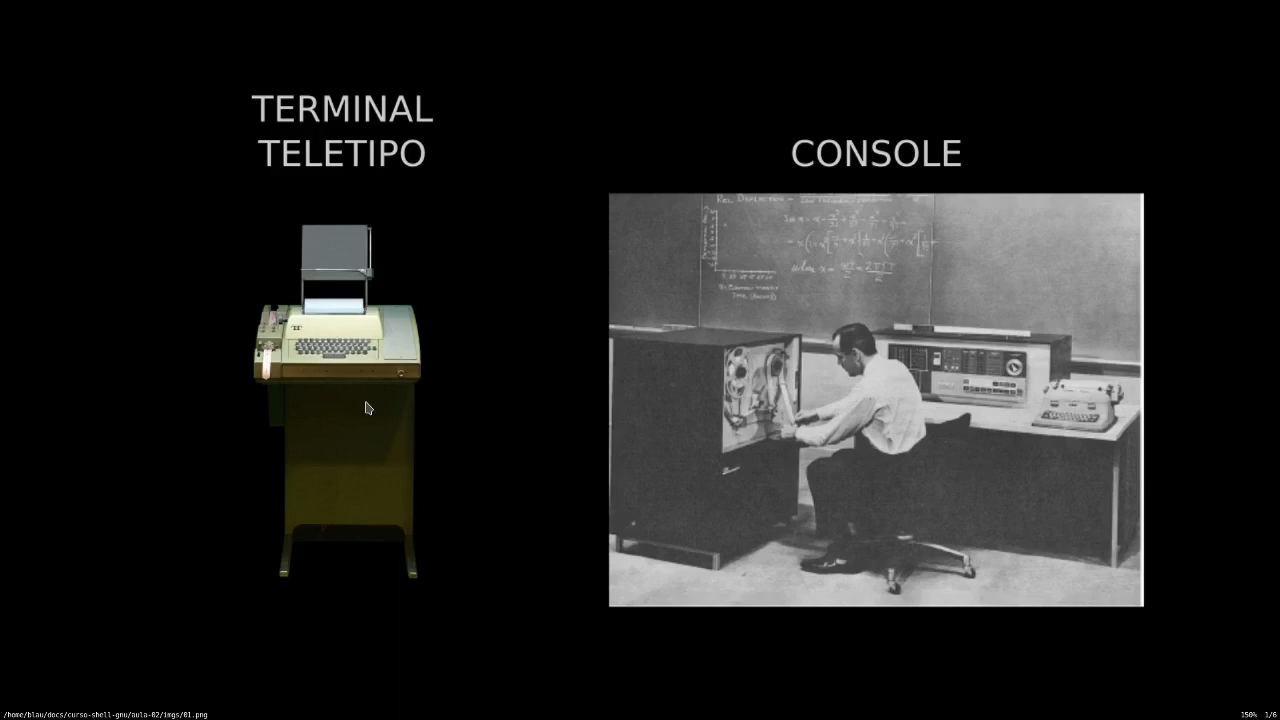 TERMINAL
TELETIPO
CONSOLE
/home/blau/docs/curso-shell-gnu/aula-02/imgs/01.png
150% 1/6